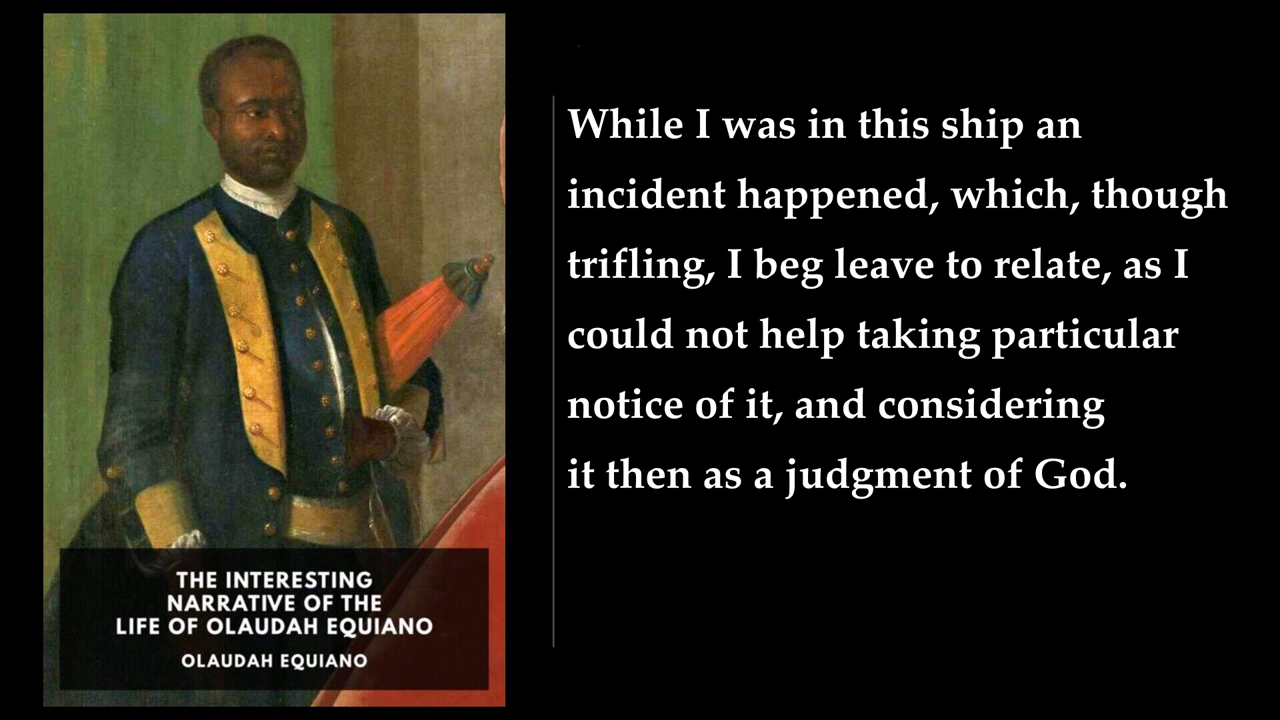 THE INTERESTING
NARRATIVE OF THE
LIFE OF OLAUDAH EQUIANO
OLAUDAH EQUIANO
While I was in this ship an
incident happened, which, though
trifling, I beg leave to relate, as I
could not help taking particular
notice of it, and considering
it then as a judgment of God.